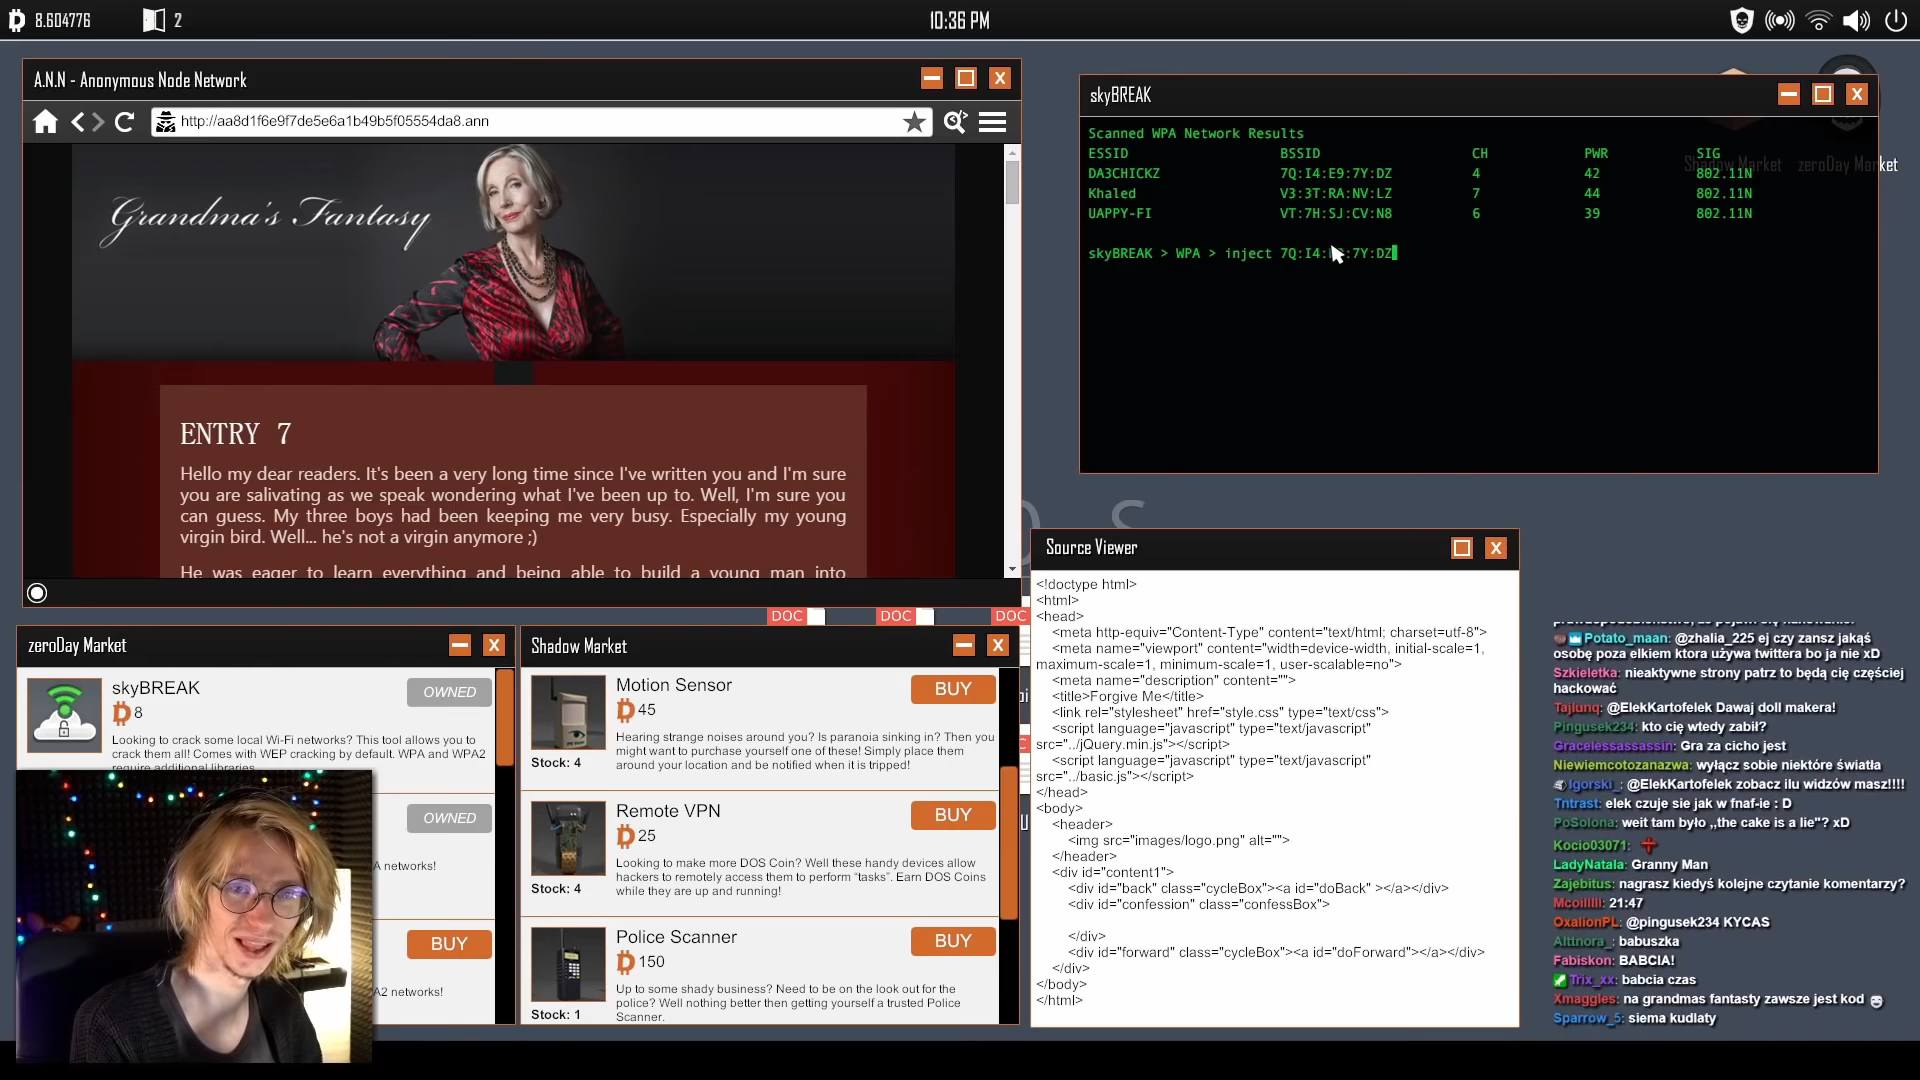 8.604776
2
10:36 PM
A.N.N - Anonymous Node Network
http://aa8d1f6e9f7de5e6a1b49b5f05554da8.ann
Grandma's Fantasy
ENTRY 7
Hello my dear readers. It's been a very long time since I've written you and I'm sure
you are salivating as we speak wondering what I've been up to. Well, I'm sure you
can guess. My three boys had been keeping me very busy. Especially my young
virgin bird. Well... he's not a virgin anymore ;)
He was eager to learn everything and being able to build a young man into
skyBREAK
Scanned WPA Network Results
ESSID BSSID CH PWR SIG
DA3CHICKZ 7Q:I4:E9:7Y:DZ 4 42 802.11N
Khaled V3:3T:RA:NV:LZ 7 44 802.11N
UAPPY-FI VT:7H:SJ:CV:N8 6 39 802.11N
skyBREAK > WPA > inject 7Q:I4: :7Y:DZ
Shadow Market zeroDay Market
DOC DOC DOC
zeroDay Market
skyBREAK
OWNED
8
Looking to crack some local Wi-Fi networks? This tool allows you to
crack them all! Comes with WEP cracking by default. WPA and WPA2
require additional libraries.
OWNED
A networks!
BUY
A2 networks!
Shadow Market
Motion Sensor
BUY
45
Hearing strange noises around you? Is paranoia sinking in? Then you
might want to purchase yourself one of these! Simply place them
around your location and be notified when it is tripped!
Stock: 4
Remote VPN
BUY
25
Looking to make more DOS Coin? Well these handy devices allow
hackers to remotely access them to perform “tasks”. Earn DOS Coins
while they are up and running!
Stock: 4
Police Scanner
BUY
150
Up to some shady business? Need to be on the look out for the
police? Well nothing better then getting yourself a trusted Police
Scanner.
Stock: 1
Source Viewer
<!doctype html>
<html>
<head>
<meta http-equiv="Content-Type" content="text/html; charset=utf-8">
<meta name="viewport" content="width=device-width, initial-scale=1,
maximum-scale=1, minimum-scale=1, user-scalable=no">
<meta name="description" content="">
<title>Forgive Me</title>
<link rel="stylesheet" href="style.css" type="text/css">
<script language="javascript" type="text/javascript"
src="../jQuery.min.js"></script>
<script language="javascript" type="text/javascript"
src="../basic.js"></script>
</head>
<body>
<header>
<img src="images/logo.png" alt="">
</header>
<div id="content1">
<div id="back" class="cycleBox"><a id="doBack" ></a></div>
<div id="confession" class="confessBox">
</div>
<div id="forward" class="cycleBox"><a id="doForward"></a></div>
</div>
</body>
</html>
Potato_maan: @zhalia_225 ej czy zansz jakąś
osobę poza elkiem ktora używa twittera bo ja nie xD
Szkieletka: nieaktywne strony patrz to będą cię częściej
hackować
Tajlunq: @ElekKartofelek Dawaj doll makera!
Pingusek234: kto cię wtedy zabił?
Gracelessassassin: Gra za cicho jest
Niewiemcotozanazwa: wyłącz sobie niektóre światła
Igorski_: @ElekKartofelek zobacz ilu widzów masz!!!!
Tntrast: elek czuje sie jak w fnaf-ie : D
PoSolona: weit tam było ,,the cake is a lie"? xD
Kocio03071:
LadyNatala: Granny Man
Zajebitus: nagrasz kiedyś kolejne czytanie komentarzy?
21:47
OxalionPL: @pingusek234 KYCAS
Altinora_: babuszka
Fabiskon: BABCIA!
Trix_xx: babcia czas
Xmaggles: na grandmas fantasty zawsze jest kod
Sparrow_5: siema kudlaty